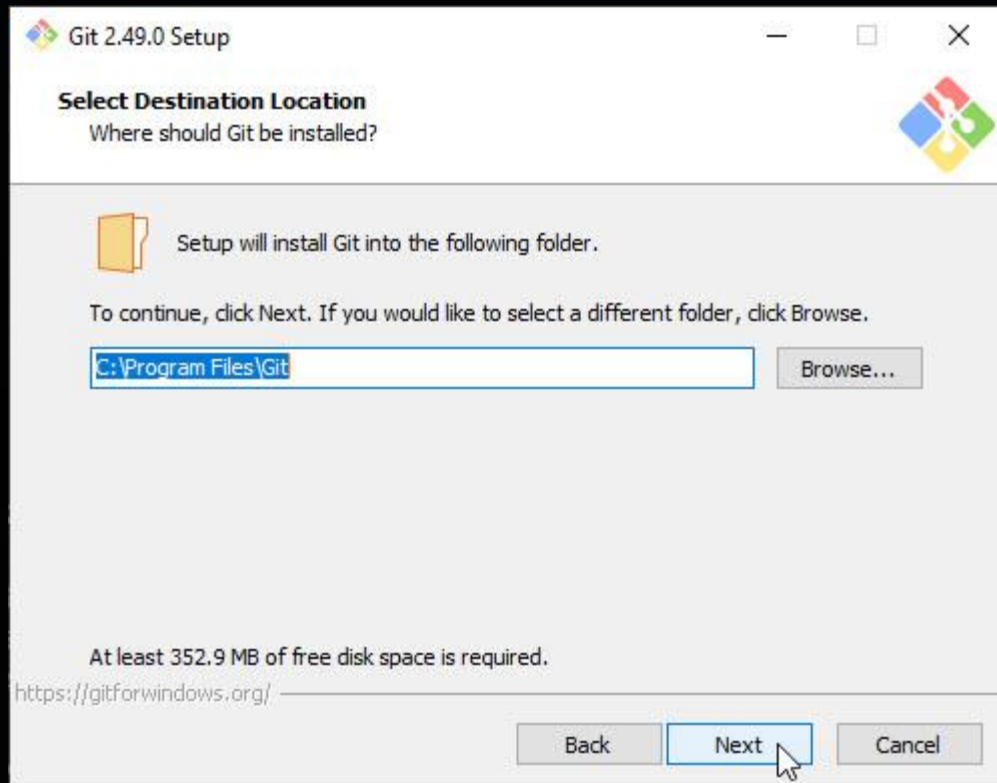 Git 2.49.0 Setup
Select Destination Location
Where should Git be installed?
Setup will install Git into the following folder.
To continue, click Next. If you would like to select a different folder, click Browse.
C:\Program Files\Git
Browse...
At least 352.9 MB of free disk space is required.
https://gitforwindows.org/
Back
Next
Cancel